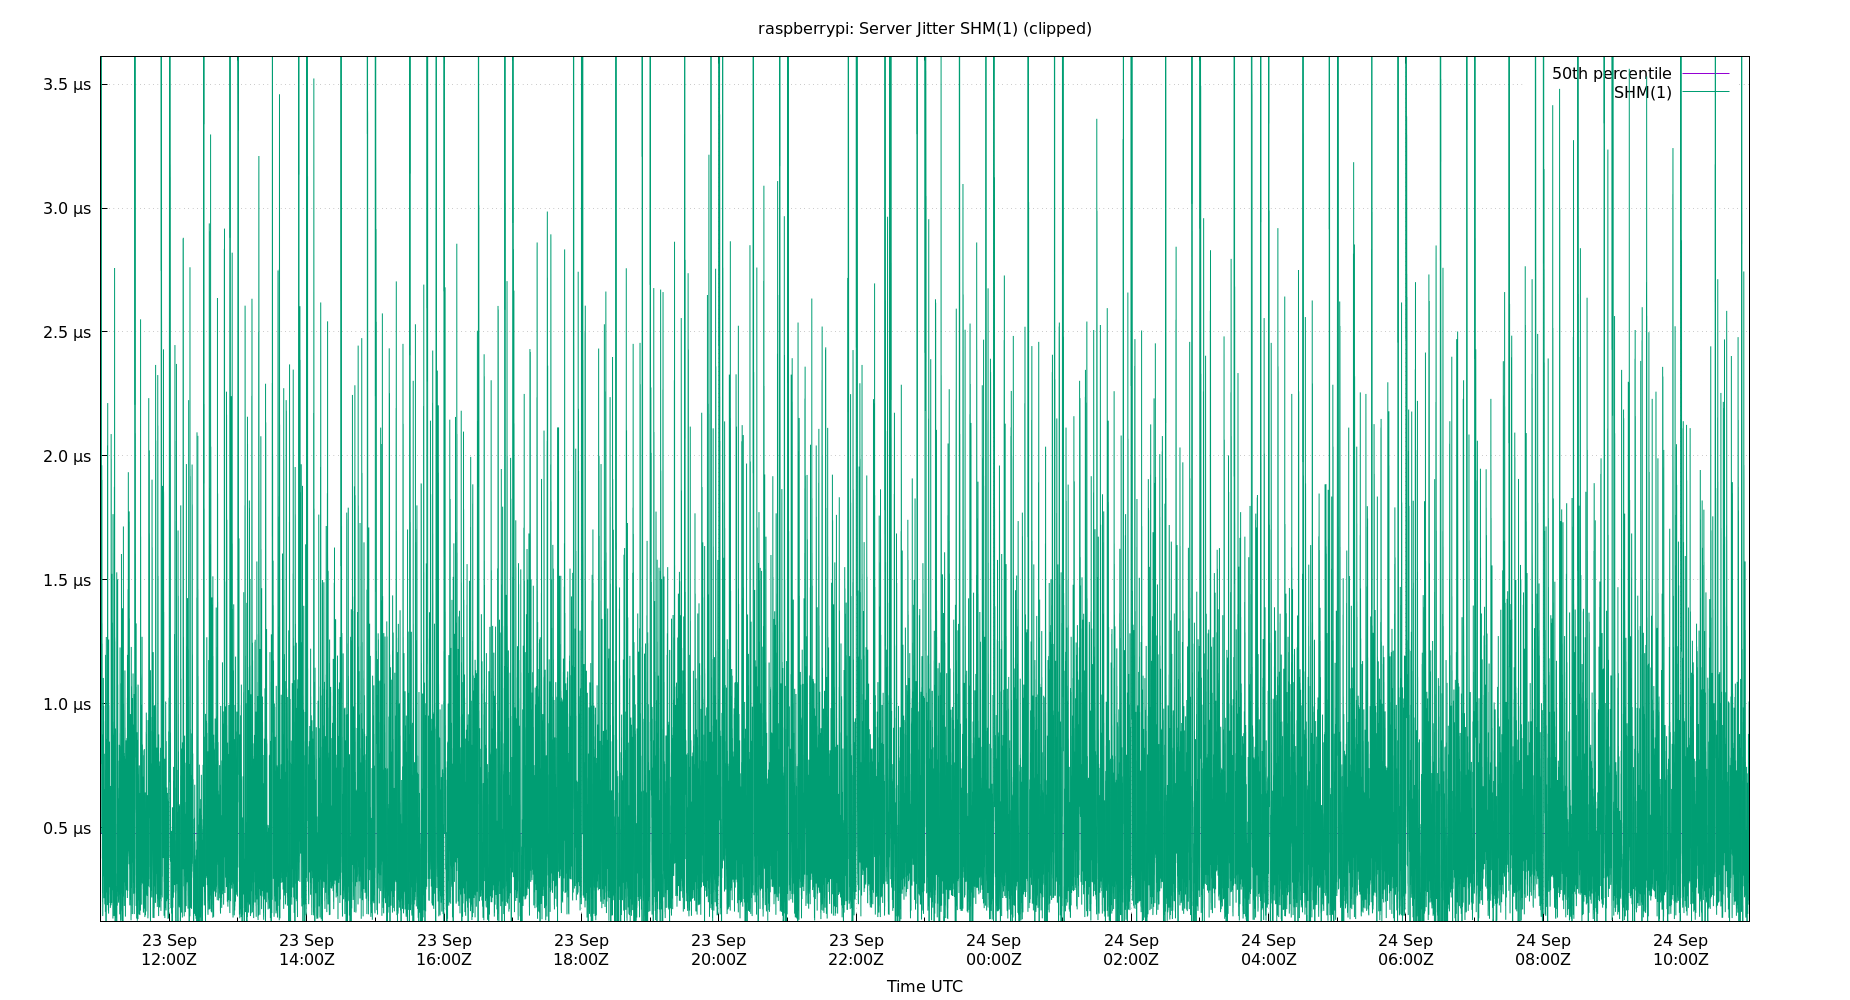 raspberrypi: Server Jitter SHM(1) (clipped)
50th percentile
SHM(1)
3.5 µs
3.0 µs
2.5 µs
2.0 µs
1.5 µs
1.0 µs
0.5 µs
23 Sep 23 Sep 23 Sep 23 Sep 23 Sep 23 Sep 24 Sep 24 Sep 24 Sep 24 Sep 24 Sep 24 Sep
12:00Z 14:00Z 16:00Z 18:00Z 20:00Z 22:00Z 00:00Z 02:00Z 04:00Z 06:00Z 08:00Z 10:00Z
Time UTC